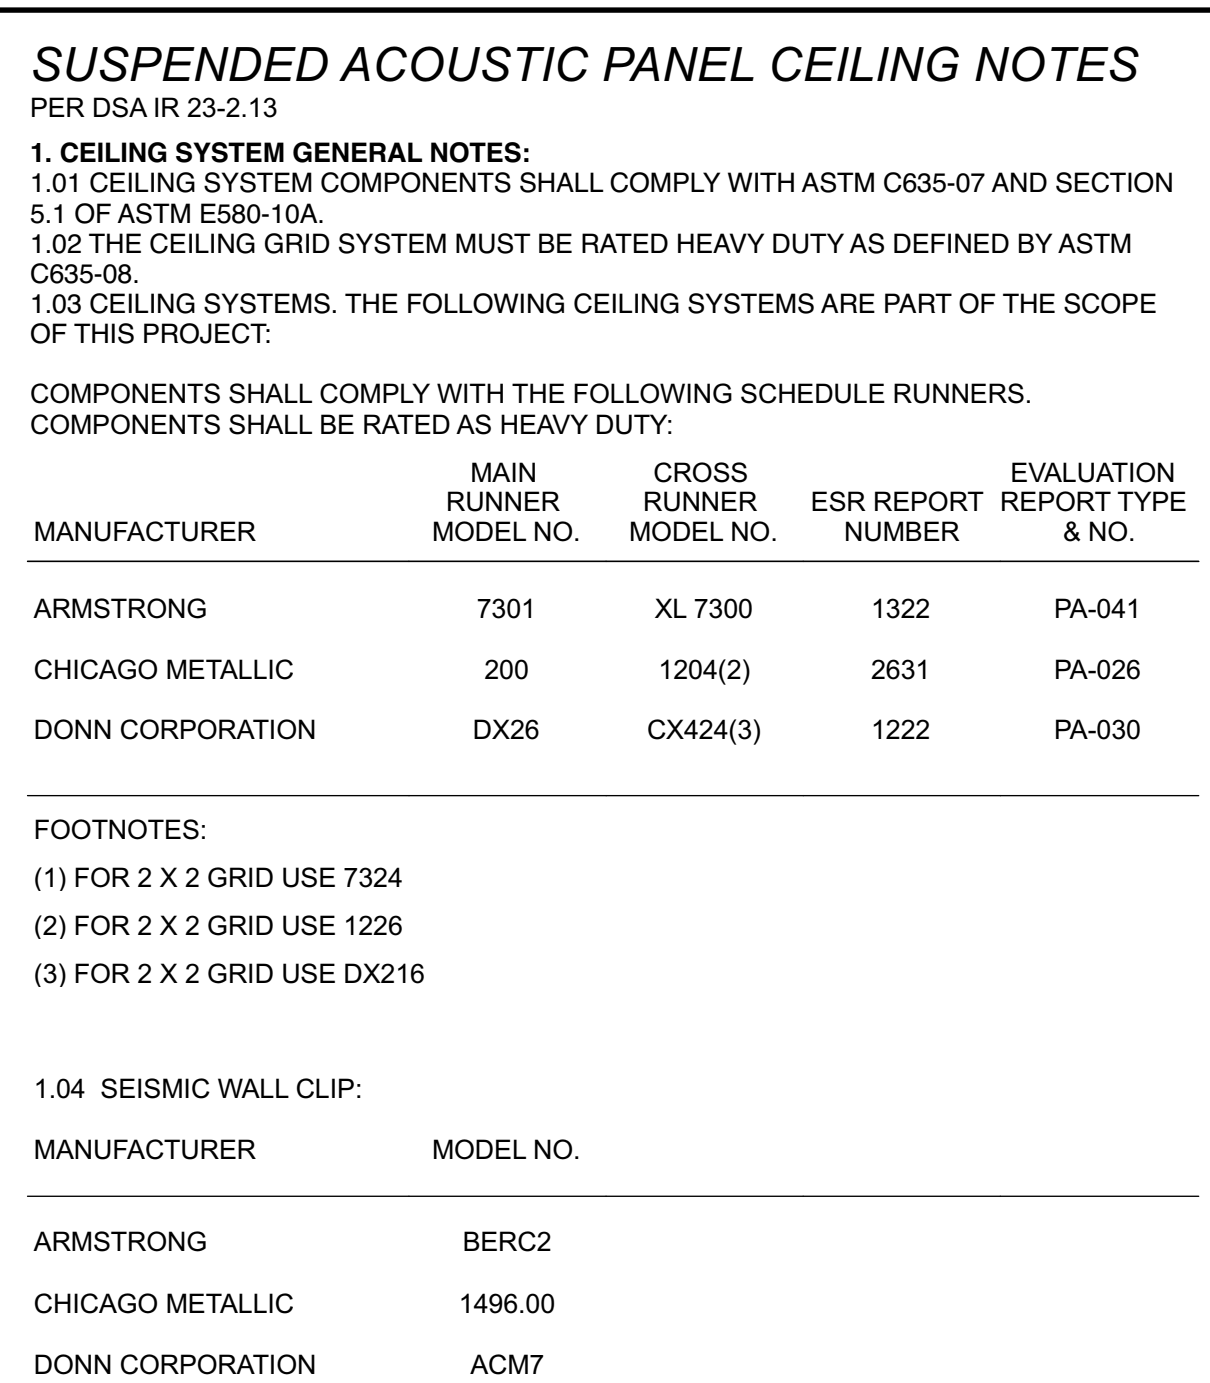 SUSPENDED ACOUSTIC PANEL CEILING NOTES
PER DSA IR 23-2.13
1. CEILING SYSTEM GENERAL NOTES:
1.01 CEILING SYSTEM COMPONENTS SHALL COMPLY WITH ASTM C635-07 AND SECTION
5.1 OF ASTM E580-10A.
1.02 THE CEILING GRID SYSTEM MUST BE RATED HEAVY DUTY AS DEFINED BY ASTM
C635-08.
1.03 CEILING SYSTEMS. THE FOLLOWING CEILING SYSTEMS ARE PART OF THE SCOPE
OF THIS PROJECT:
COMPONENTS SHALL COMPLY WITH THE FOLLOWING SCHEDULE RUNNERS.
COMPONENTS SHALL BE RATED AS HEAVY DUTY:
MAIN CROSS EVALUATION
RUNNER RUNNER ESR REPORT REPORT TYPE
MANUFACTURER MODEL NO. MODEL NO. NUMBER & NO.
ARMSTRONG 7301 XL 7300 1322 PA-041
CHICAGO METALLIC 200 1204(2) 2631 PA-026
DONN CORPORATION DX26 CX424(3) 1222 PA-030
FOOTNOTES:
(1) FOR 2 X 2 GRID USE 7324
(2) FOR 2 X 2 GRID USE 1226
(3) FOR 2 X 2 GRID USE DX216
1.04 SEISMIC WALL CLIP:
MANUFACTURER MODEL NO.
ARMSTRONG BERC2
CHICAGO METALLIC 1496.00
DONN CORPORATION ACM7